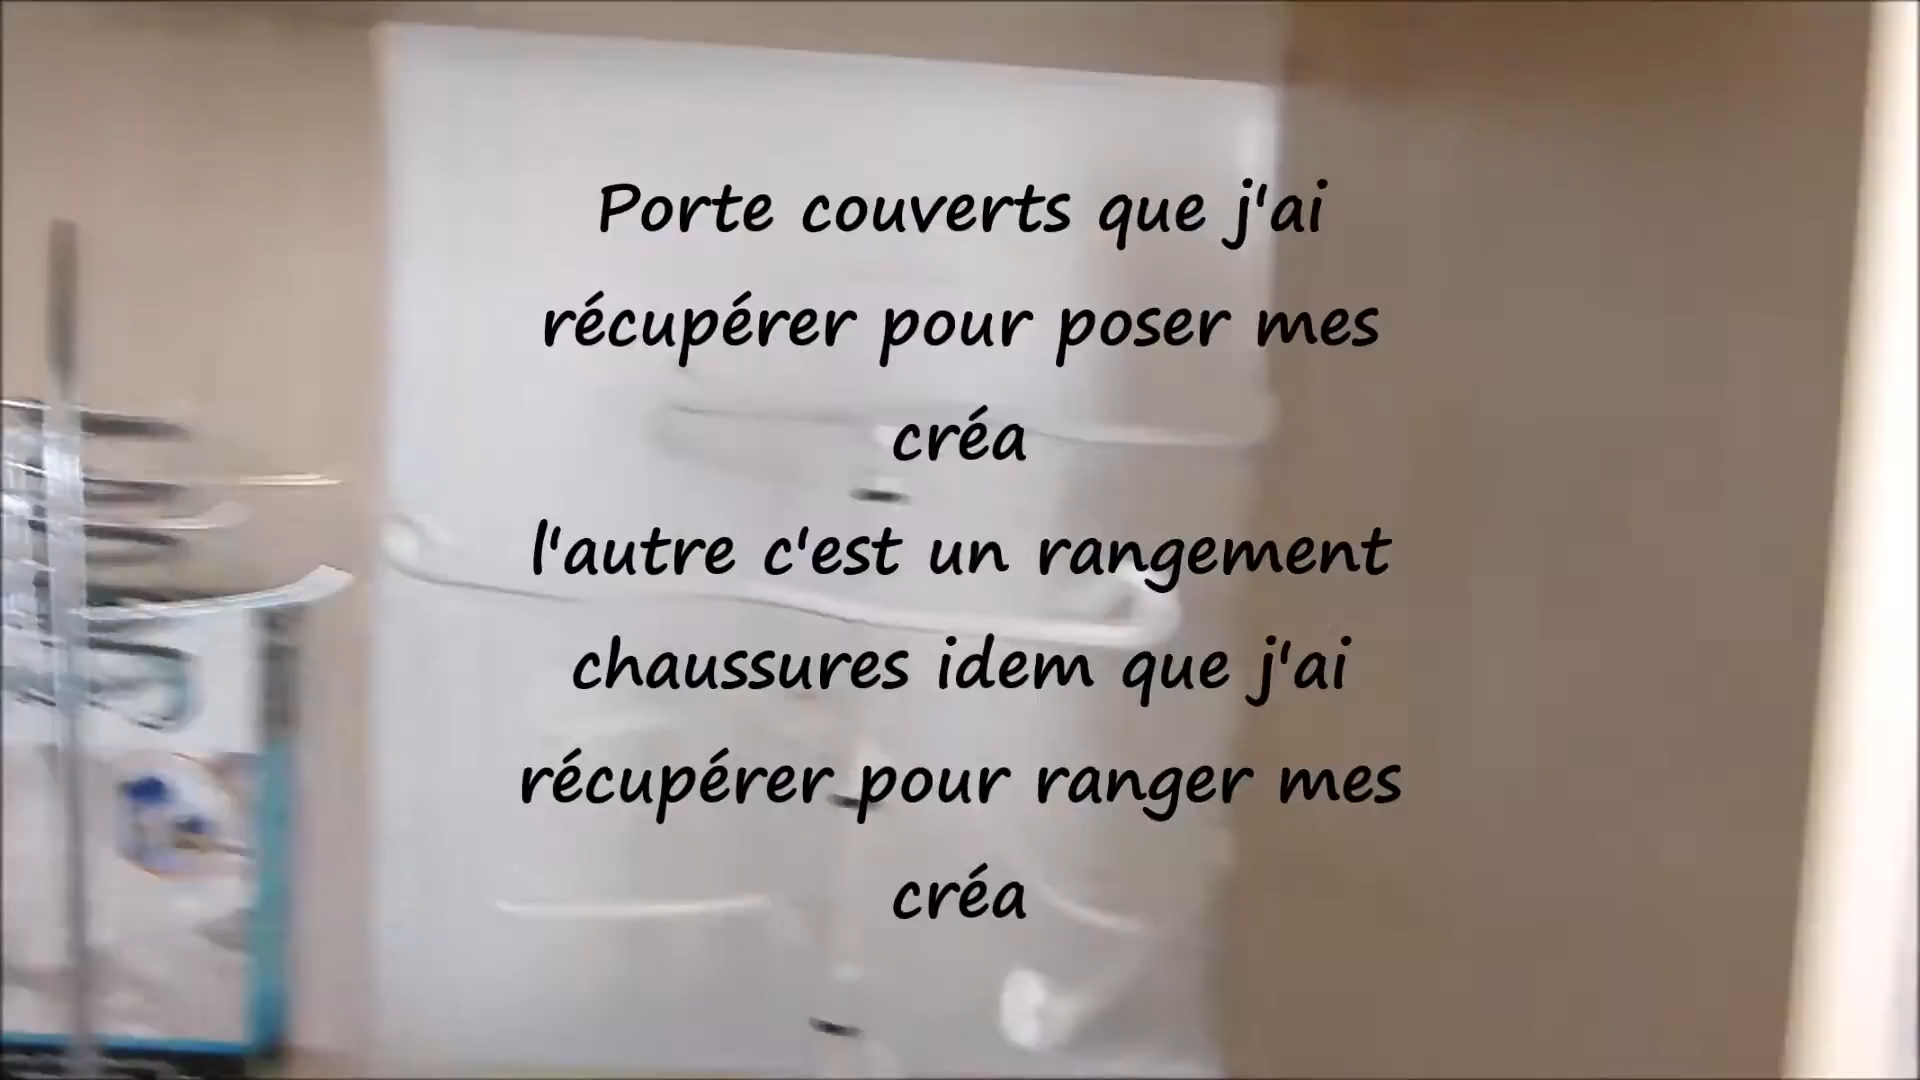 Porte couverts que j'ai
récupérer pour poser mes
créa
l'autre c'est un rangement
chaussures idem que j'ai
récupérer pour ranger mes
créa